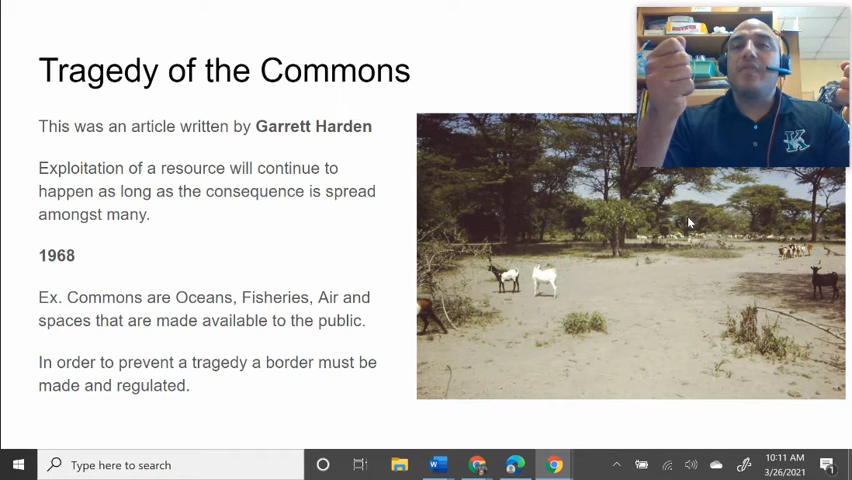 Tragedy of the Commons
This was an article written by Garrett Harden
Exploitation of a resource will continue to
happen as long as the consequence is spread
amongst many.
1968
Ex. Commons are Oceans, Fisheries, Air and
spaces that are made available to the public.
In order to prevent a tragedy a border must be
made and regulated.
K
Type here to search
10:11 AM
3/26/2021